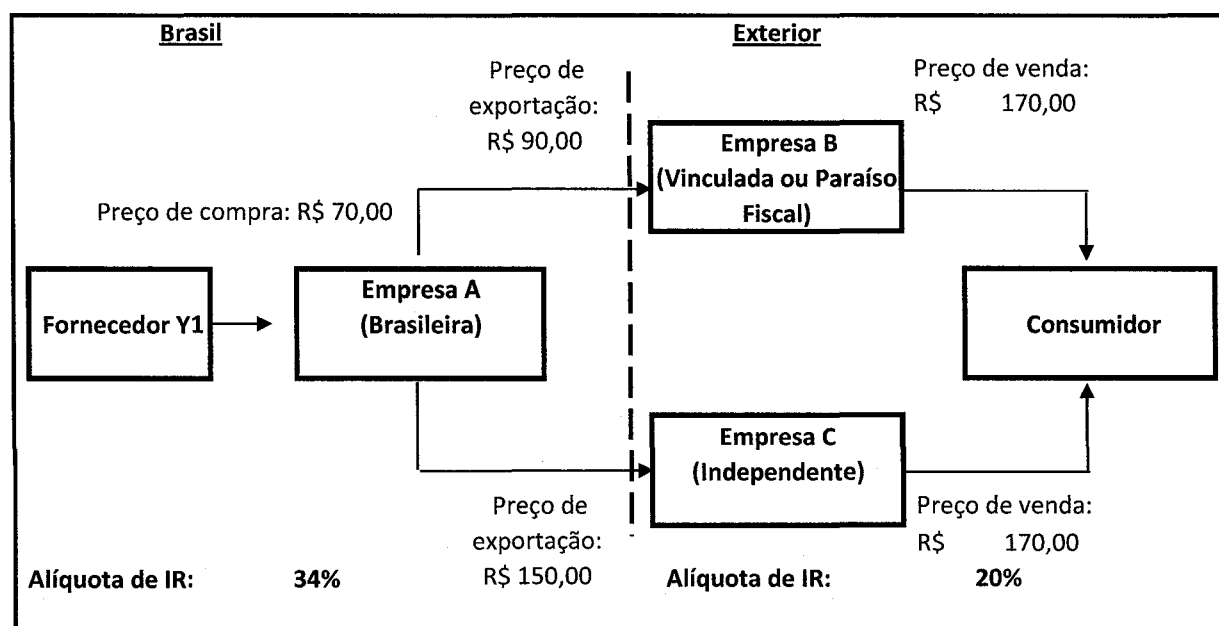 Brasil
Exterior
Preço de
exportação:
R$ 90,00
Preço de venda:
R$ 170,00
Empresa B
(Vinculada ou Paraíso
Fiscal)
Preço de compra: R$ 70,00
Fornecedor Y1
Empresa A
(Brasileira)
Consumidor
Empresa C
(Independente)
Preço de
exportação:
R$ 150,00
Preço de venda:
R$ 170,00
Alíquota de IR: 34%
Alíquota de IR: 20%